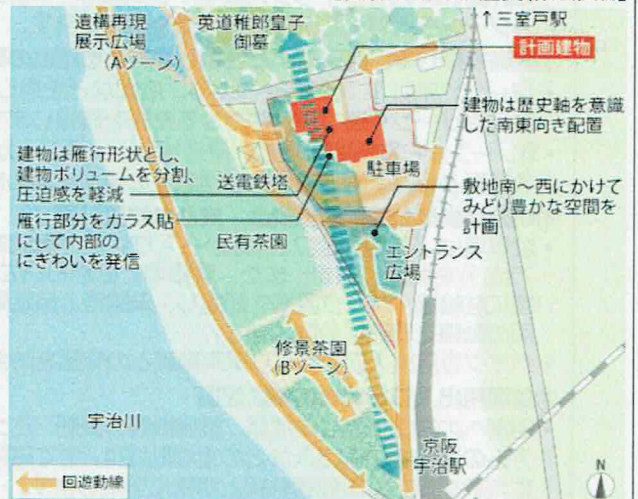 遺構再現
展示広場
(Aゾーン)
莵道稚郎皇子
御墓
↑三室戸駅
計画建物
建物は歴史軸を意識
した南東向き配置
建物は雁行形状とし、
建物ボリュームを分割、
圧迫感を軽減
送電鉄塔
駐車場
敷地南～西にかけて
みどり豊かな空間を
計画
雁行部分をガラス貼
にして内部の
にぎわいを発信
民有茶園
エントランス
広場
修景茶園
(Bゾーン)
宇治川
京阪
宇治駅
回遊動線
N